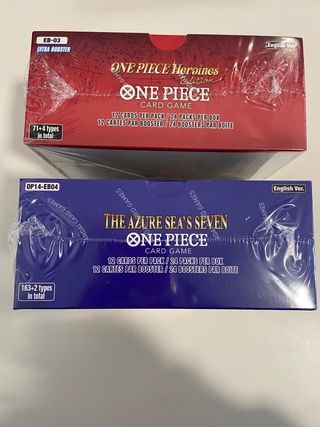 EB-03
EXTRA BOOSTER
English Ver.
ONE PIECE Heroines
Edition
ONE PIECE
CARD GAME
12 CARDS PER PACK / 24 PACKS PER BOX
12 CARTES PAR BOOSTER / 24 BOOSTERS PAR BOITE
71+4 types
in total
OP14-EB04
English Ver.
THE AZURE SEA'S SEVEN
ONE PIECE
CARD GAME
12 CARDS PER PACK / 24 PACKS PER BOX
12 CARTES PAR BOOSTER / 24 BOOSTERS PAR BOITE
163+2 types
in total